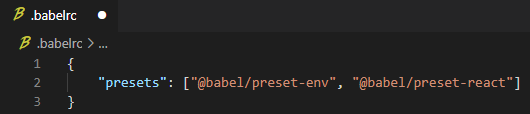 .babelrc
.babelrc > ...
1 {
2     "presets": ["@babel/preset-env", "@babel/preset-react"]
3 }